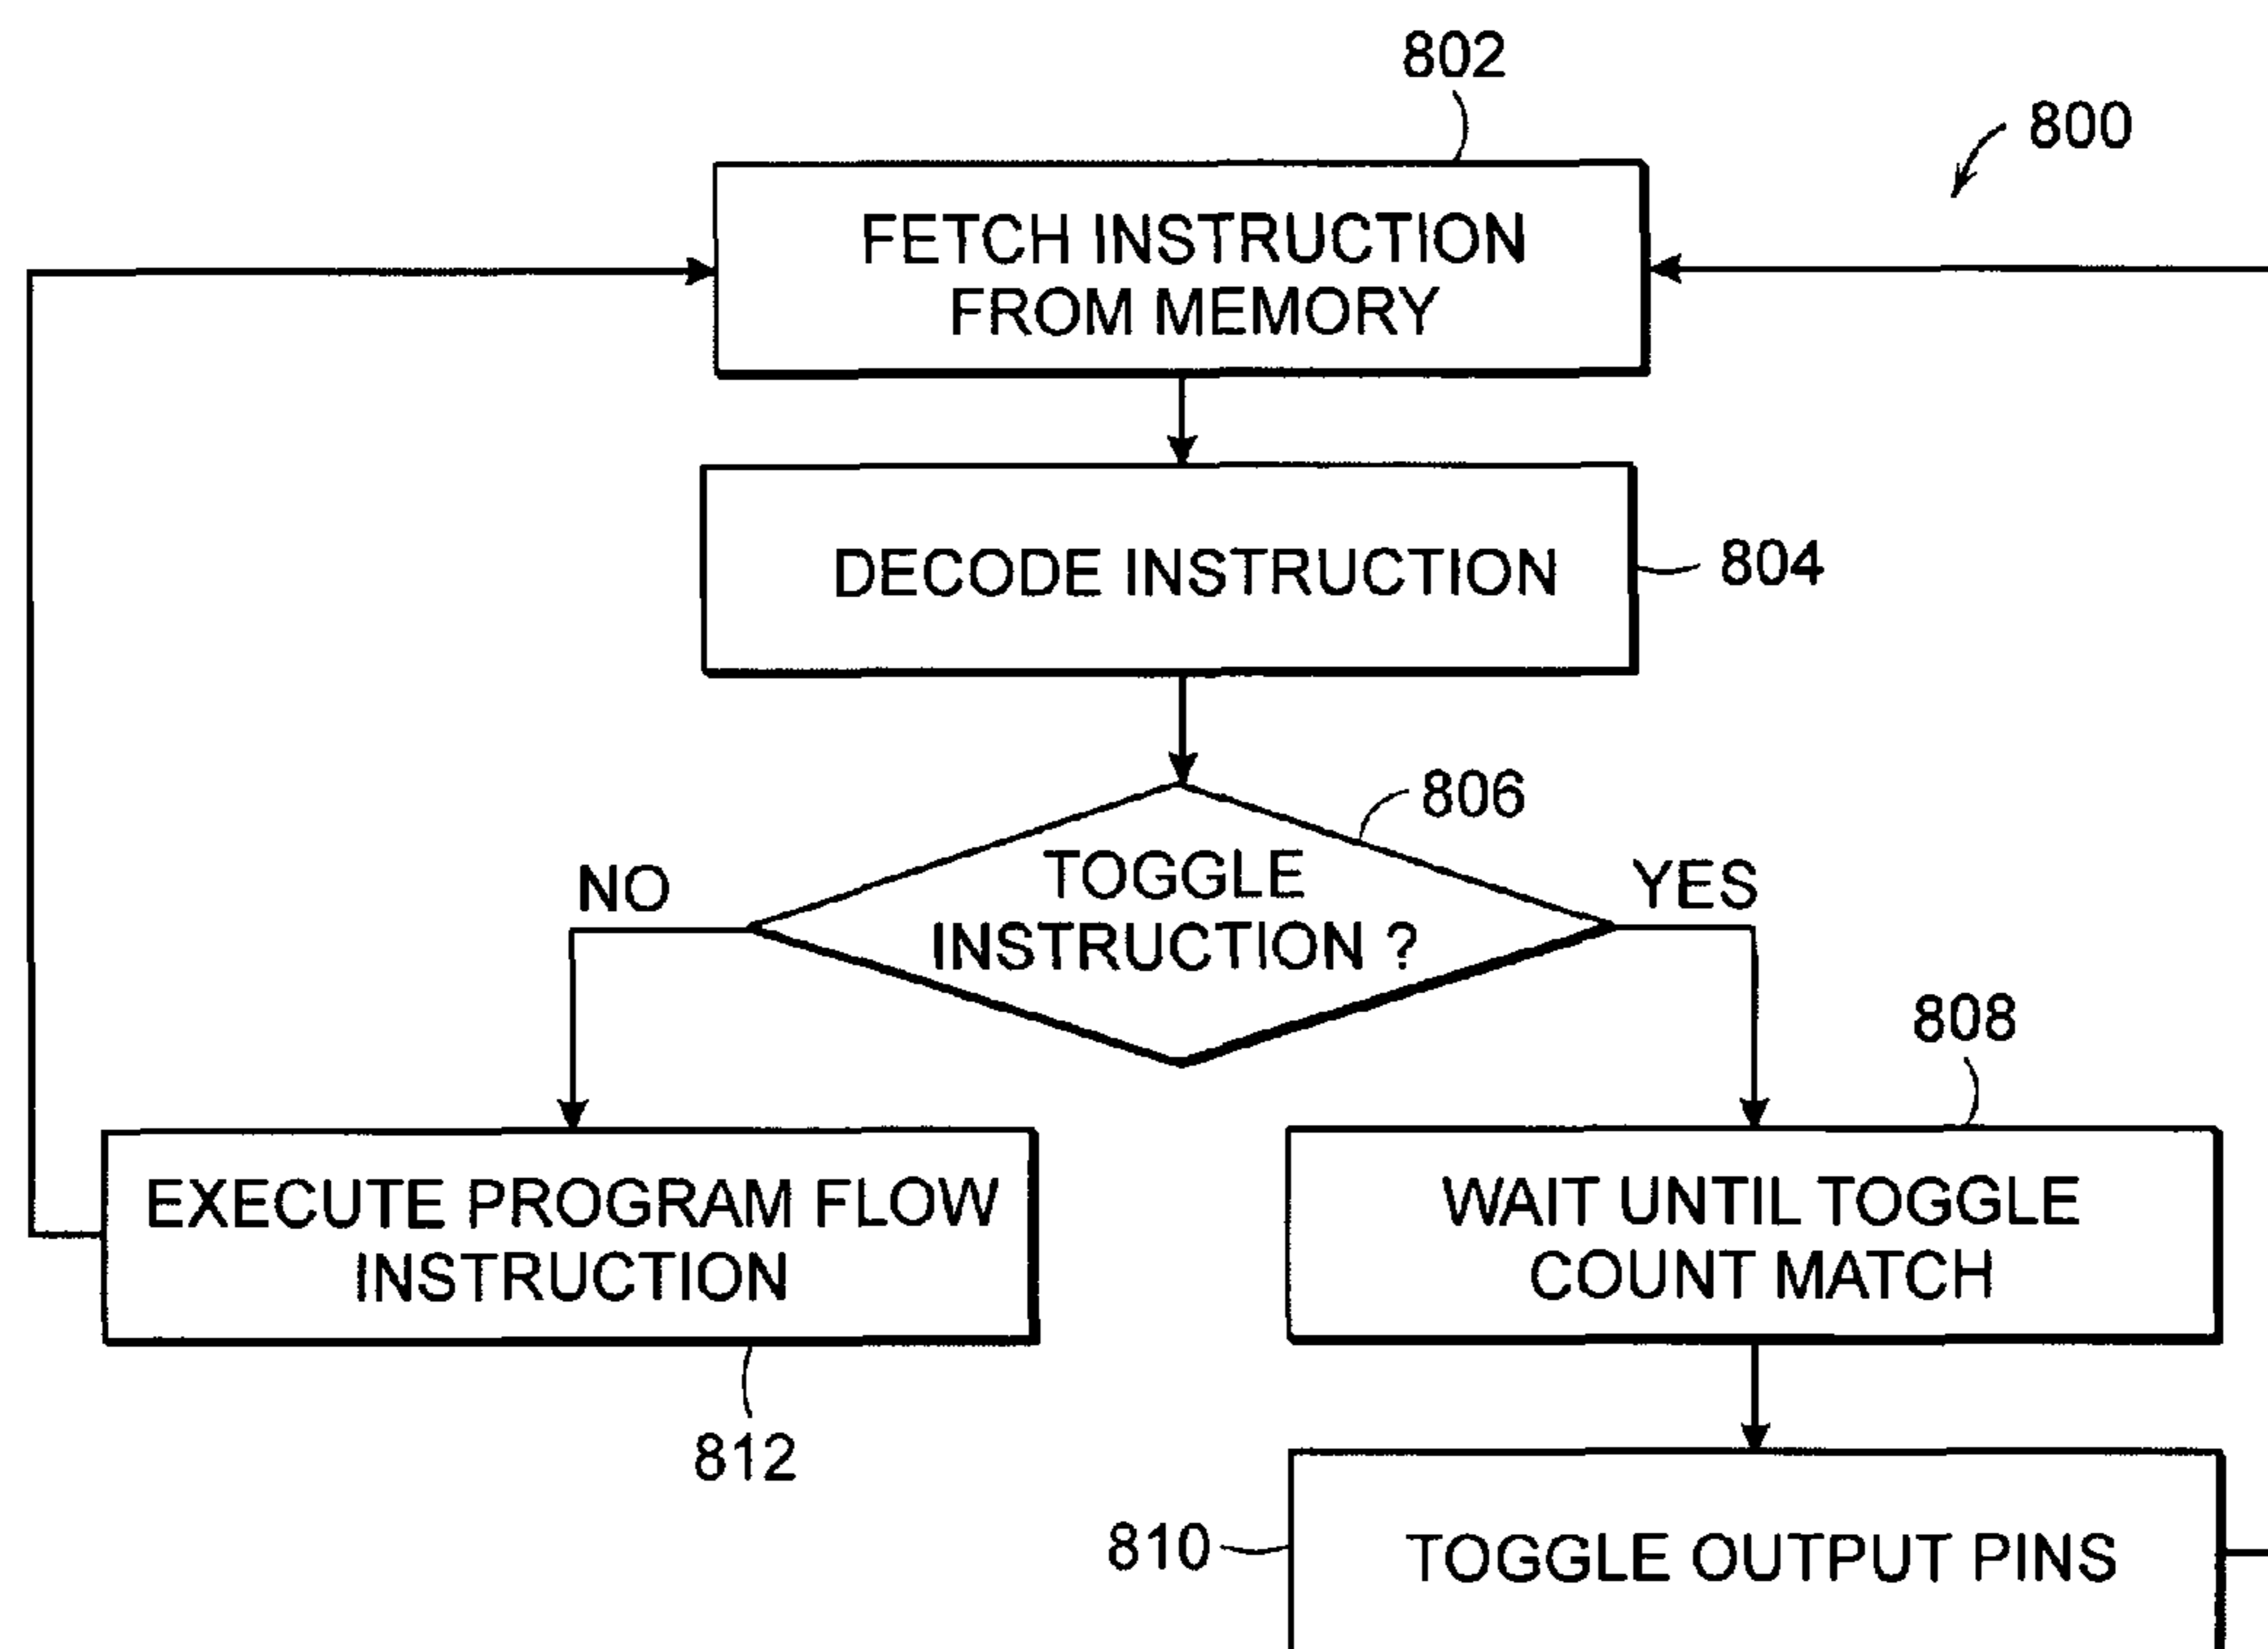 802
800
FETCH INSTRUCTION
FROM MEMORY
DECODE INSTRUCTION
804
806
TOGGLE
INSTRUCTION ?
NO
YES
808
EXECUTE PROGRAM FLOW
INSTRUCTION
WAIT UNTIL TOGGLE
COUNT MATCH
812
810
TOGGLE OUTPUT PINS